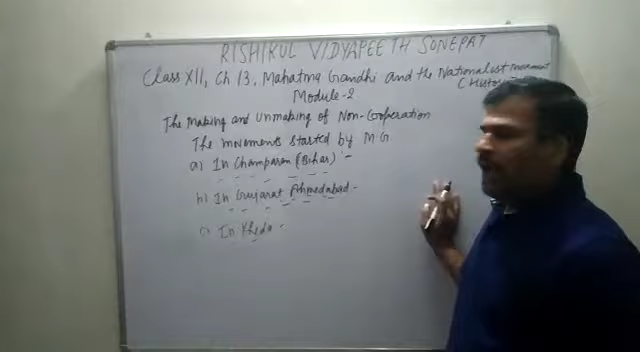 RISHIKUL VIDYAPEETH SONEPAT
Class XII, Ch 13, Mahatma Gandhi and the Nationalist movement
(History
Module-2
The Making and Unmaking of Non-Cooperation
The movements started by M.G
a) In Champaran (Bihar) -
b) In Gujarat Ahmedabad -
c) In Kheda -